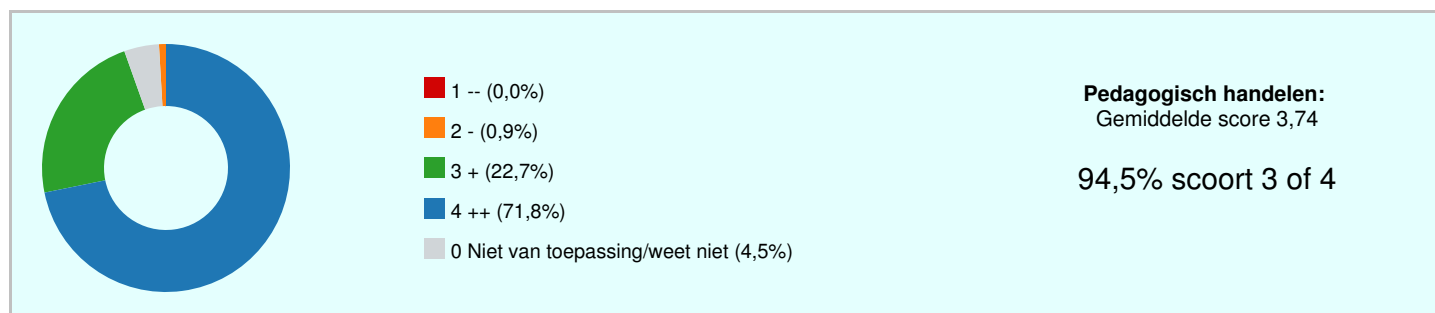 1 -- (0,0%)
2 - (0,9%)
3 + (22,7%)
4 ++ (71,8%)
0 Niet van toepassing/weet niet (4,5%)
Pedagogisch handelen:
Gemiddelde score 3,74
94,5% scoort 3 of 4